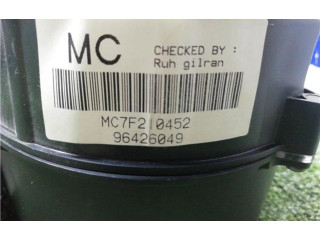 MC CHECKED BY :
Ruh gilran
MC7F210452
96426049